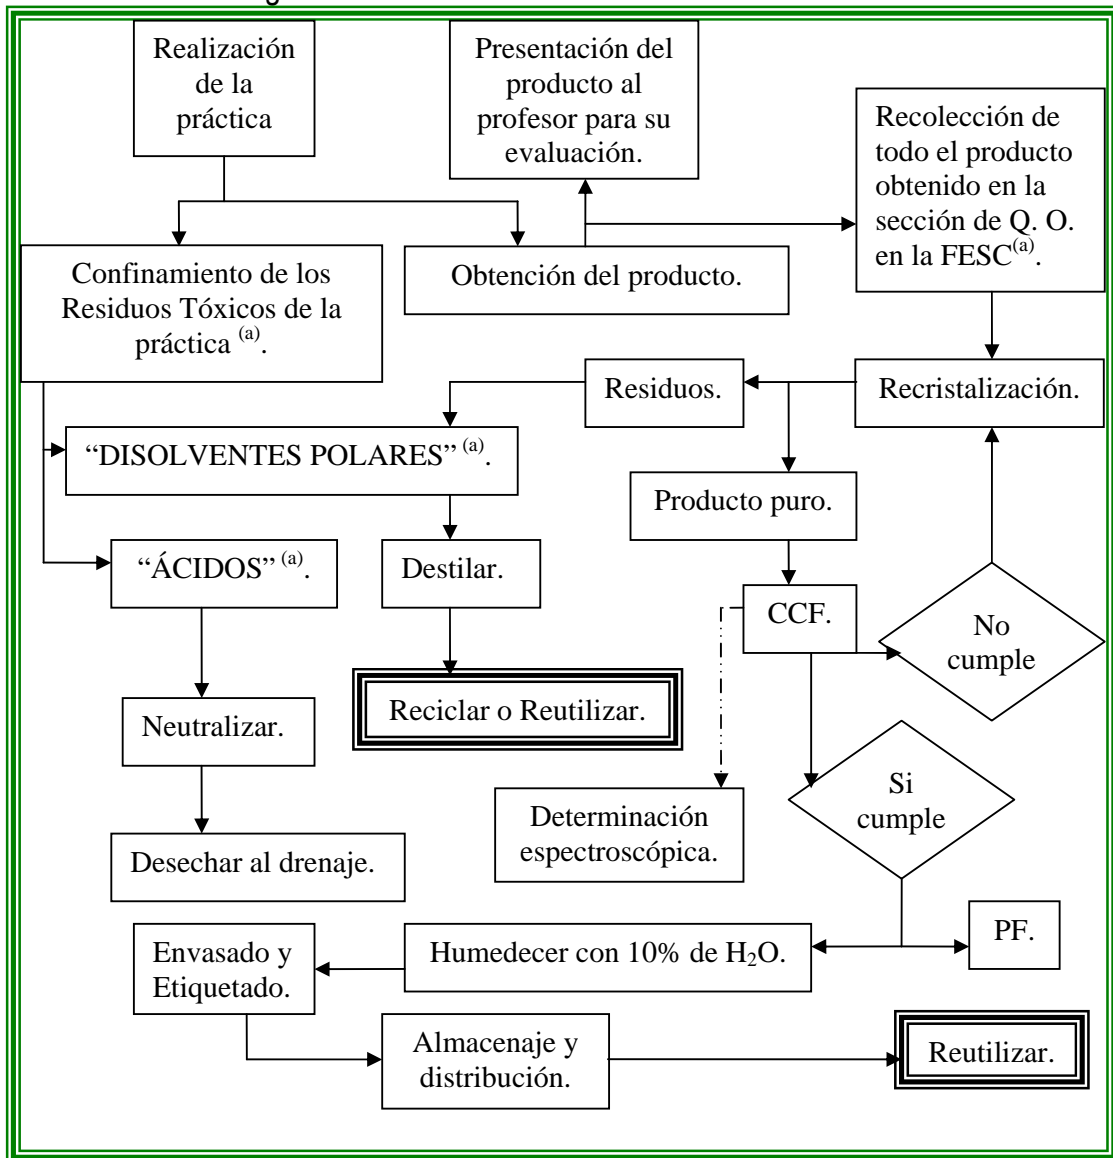 Realización
de la
práctica
Presentación del
producto al
profesor para su
evaluación.
Recolección de
todo el producto
obtenido en la
sección de Q. O.
en la FESC(a).
Confinamiento de los
Residuos Tóxicos de la
práctica (a).
Obtención del producto.
Residuos.
Recristalización.
“DISOLVENTES POLARES” (a).
Producto puro.
“ÁCIDOS” (a).
Destilar.
CCF.
No
cumple
Neutralizar.
Reciclar o Reutilizar.
Si
cumple
Determinación
espectroscópica.
Desechar al drenaje.
Envasado y
Etiquetado.
Humedecer con 10% de H₂O.
PF.
Almacenaje y
distribución.
Reutilizar.